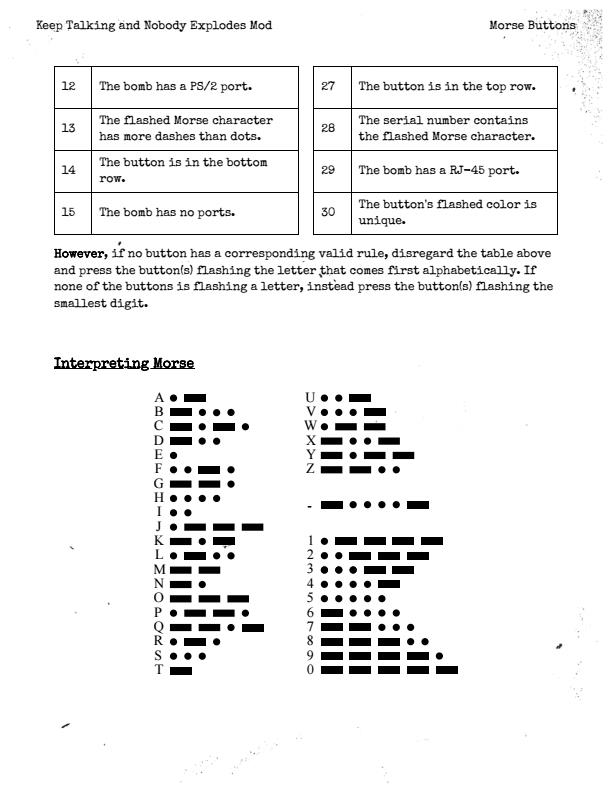 Keep Talking and Nobody Explodes Mod
Morse Buttons
12 The bomb has a PS/2 port.
13 The flashed Morse character
has more dashes than dots.
14 The button is in the bottom
row.
15 The bomb has no ports.
27 The button is in the top row.
28 The serial number contains
the flashed Morse character.
29 The bomb has a RJ-45 port.
30 The button's flashed color is
unique.
However, if no button has a corresponding valid rule, disregard the table above
and press the button(s) flashing the letter that comes first alphabetically. If
none of the buttons is flashing a letter, instead press the button(s) flashing the
smallest digit.
Interpreting Morse
A
B
C
D
E
F
G
H
I
J
K
L
M
N
O
P
Q
R
S
T
U
V
W
X
Y
Z
-
1
2
3
4
5
6
7
8
9
0